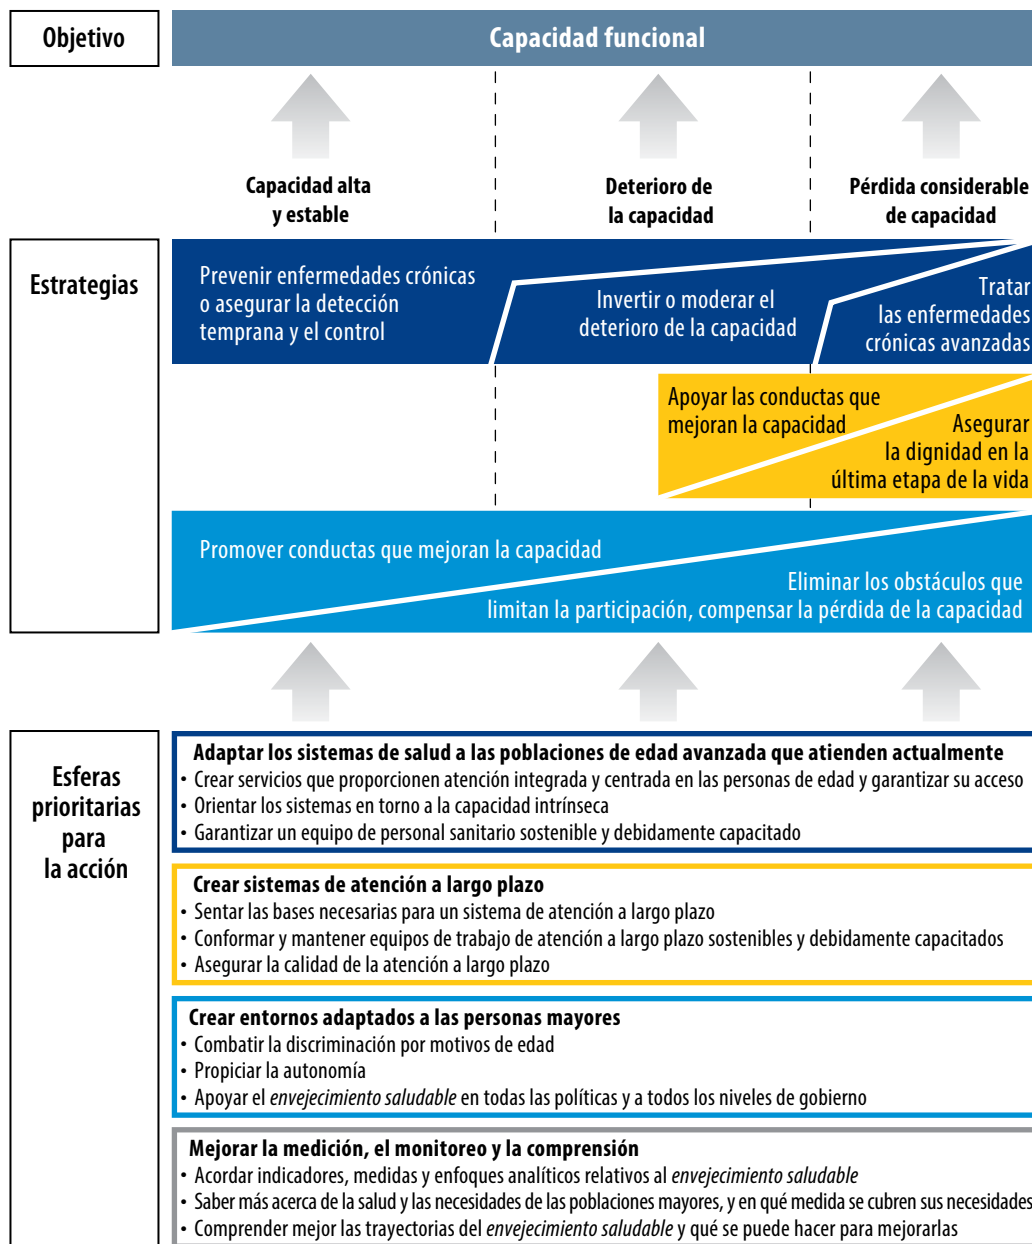 Objetivo
Capacidad funcional
Capacidad alta
y estable
Deterioro de
la capacidad
Pérdida considerable
de capacidad
Estrategias
Prevenir enfermedades crónicas
o asegurar la detección
temprana y el control
Invertir o moderar el
deterioro de la capacidad
Tratar
las enfermedades
crónicas avanzadas
Apoyar las conductas que
mejoran la capacidad
Asegurar
la dignidad en la
última etapa de la vida
Promover conductas que mejoran la capacidad
Eliminar los obstáculos que
limitan la participación, compensar la pérdida de la capacidad
Esferas
prioritarias
para
la acción
Adaptar los sistemas de salud a las poblaciones de edad avanzada que atienden actualmente
• Crear servicios que proporcionen atención integrada y centrada en las personas de edad y garantizar su acceso
• Orientar los sistemas en torno a la capacidad intrínseca
• Garantizar un equipo de personal sanitario sostenible y debidamente capacitado
Crear sistemas de atención a largo plazo
• Sentar las bases necesarias para un sistema de atención a largo plazo
• Conformar y mantener equipos de trabajo de atención a largo plazo sostenibles y debidamente capacitados
• Asegurar la calidad de la atención a largo plazo
Crear entornos adaptados a las personas mayores
• Combatir la discriminación por motivos de edad
• Propiciar la autonomía
• Apoyar el envejecimiento saludable en todas las políticas y a todos los niveles de gobierno
Mejorar la medición, el monitoreo y la comprensión
• Acordar indicadores, medidas y enfoques analíticos relativos al envejecimiento saludable
• Saber más acerca de la salud y las necesidades de las poblaciones mayores, y en qué medida se cubren sus necesidades
• Comprender mejor las trayectorias del envejecimiento saludable y qué se puede hacer para mejorarlas